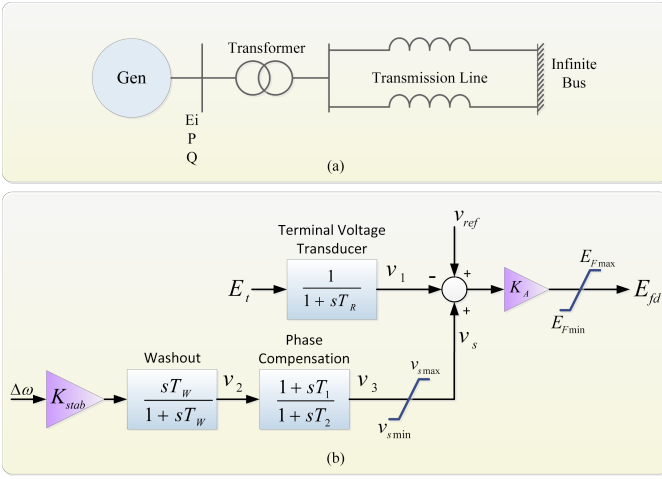 Transformer
Gen
Transmission Line
Infinite
Bus
Ei
P
Q
(a)
Terminal Voltage
Transducer
v_ref
E_t
1
1 + sT_R
v_1
-
+
+
K_A
E_Fmax
E_Fmin
E_fd
v_s
Washout
Phase
Compensation
Δω
K_stab
sT_W
1 + sT_W
v_2
1 + sT_1
1 + sT_2
v_3
v_smax
v_smin
(b)